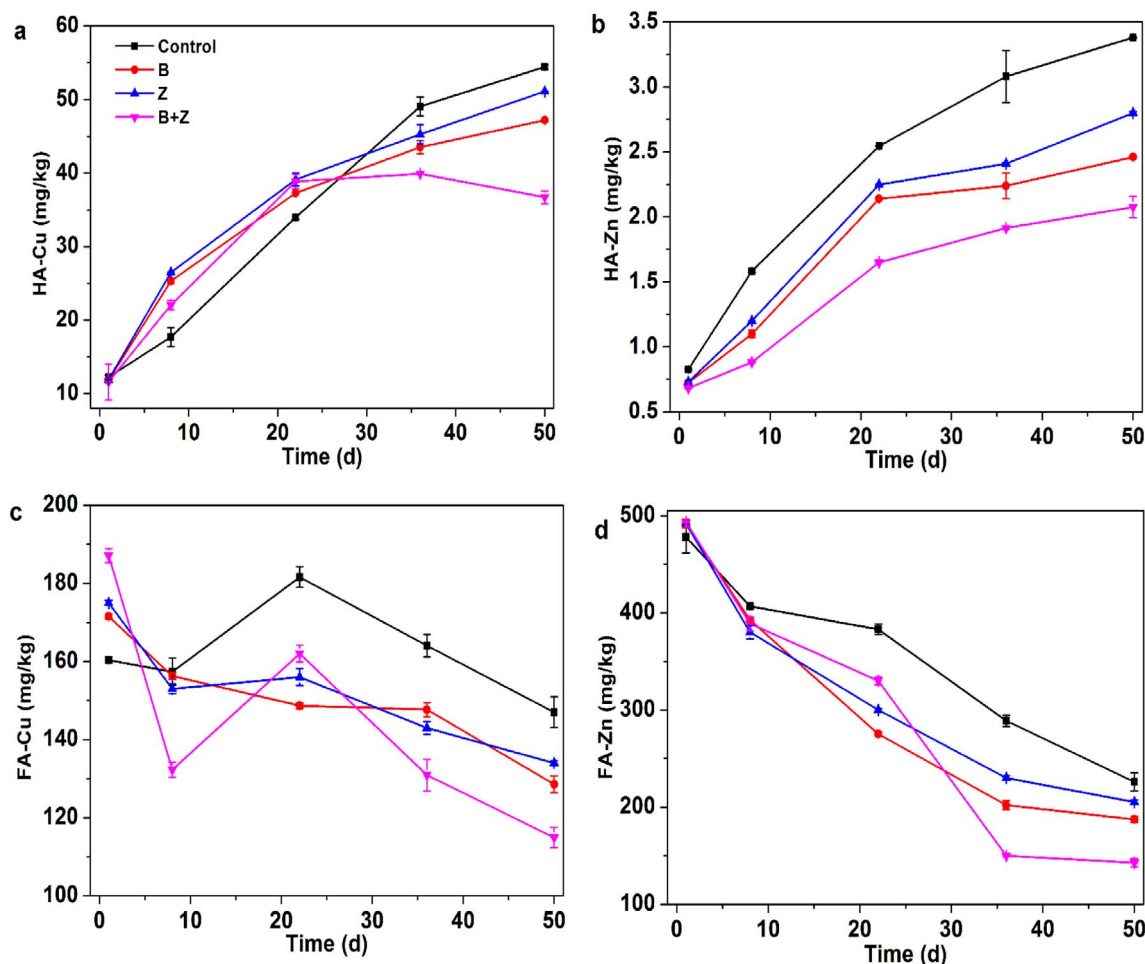 a
60
50
40
30
20
10
HA-Cu (mg/kg)
Control
B
Z
B+Z
0 10 20 30 40 50
Time (d)
b
3.5
3.0
2.5
2.0
1.5
1.0
0.5
HA-Zn (mg/kg)
0 10 20 30 40 50
Time (d)
c
200
180
160
140
120
100
FA-Cu (mg/kg)
0 10 20 30 40 50
Time (d)
d
500
400
300
200
100
FA-Zn (mg/kg)
0 10 20 30 40 50
Time (d)